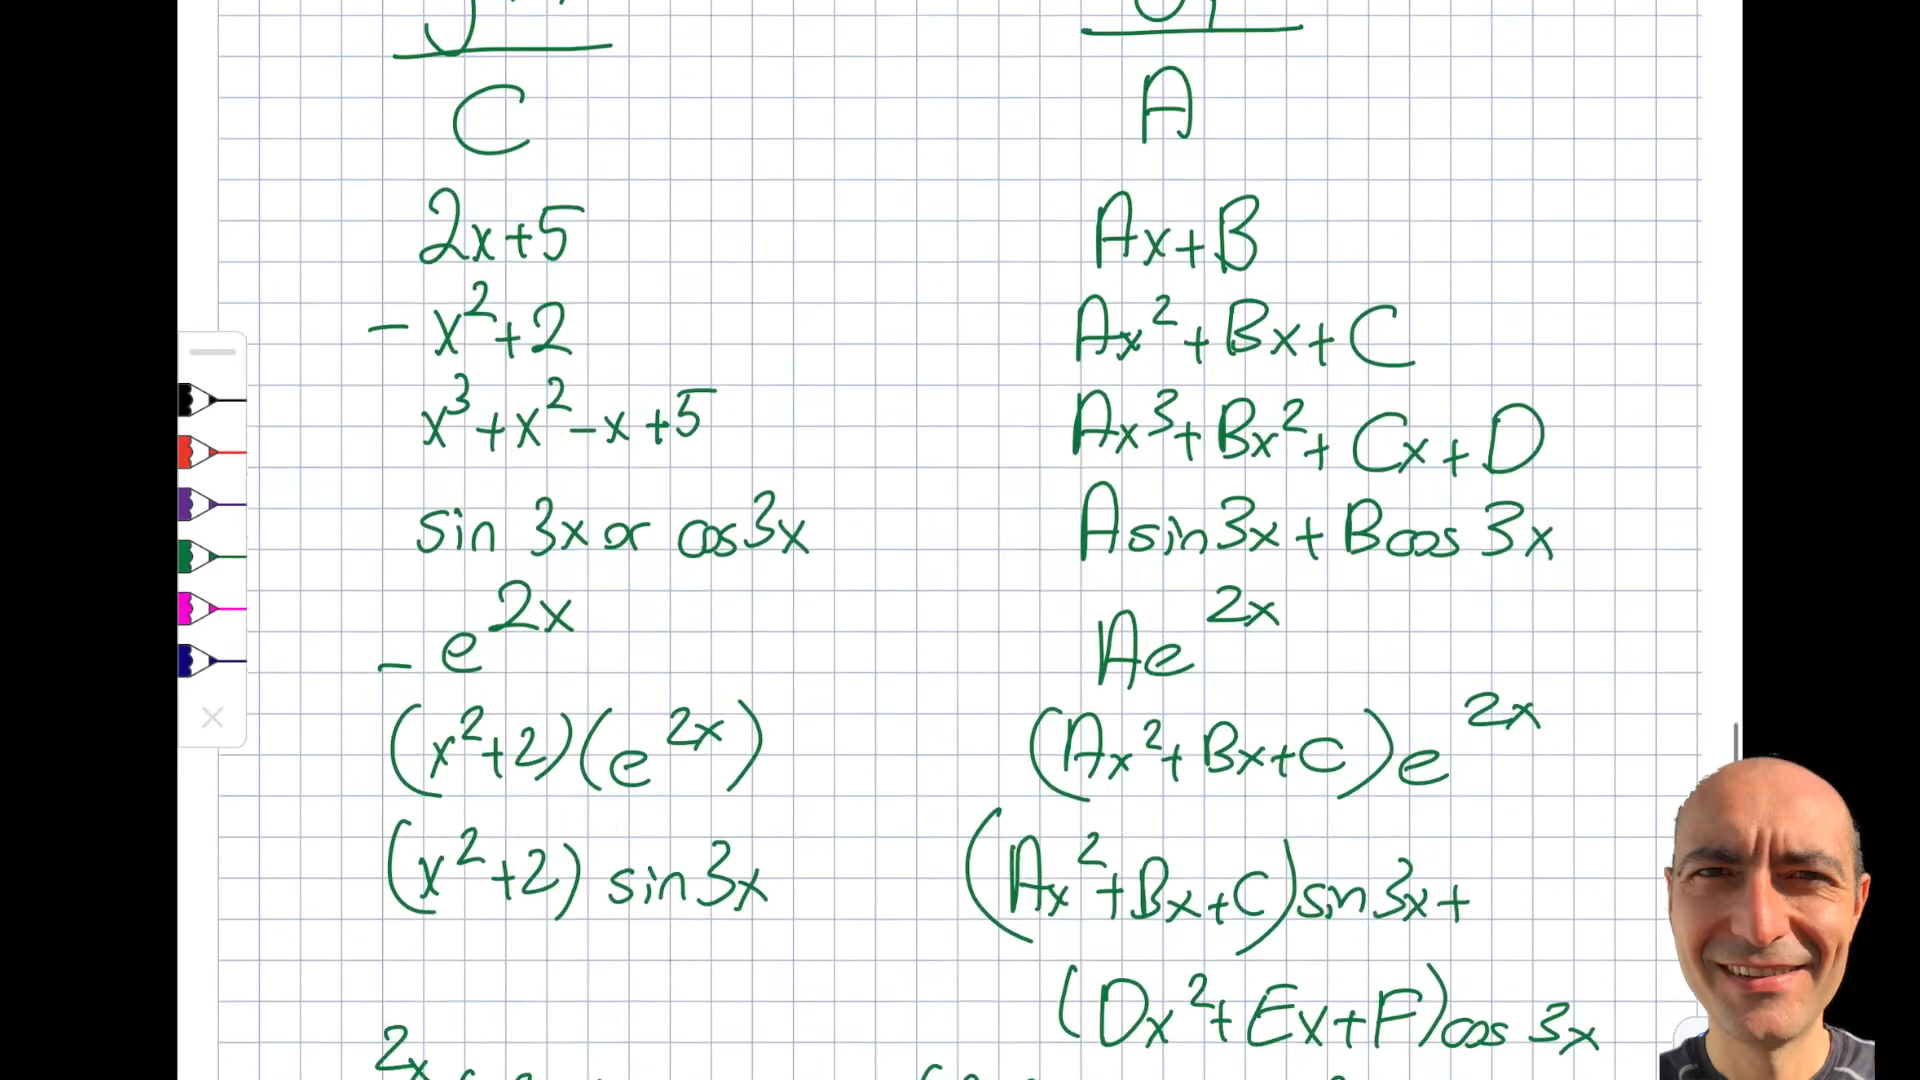 C A
2x+5 Ax+B
- x²+2 Ax²+Bx+C
x³+x²-x+5 Ax³+Bx²+Cx+D
sin 3x or cos3x Asin3x+Bcos 3x
- e^2x Ae^2x
(x²+2)(e^2x) (Ax²+Bx+C)e^2x
(x²+2) sin3x (Ax²+Bx+C)sin3x+
(Dx²+Ex+F)cos 3x
2x